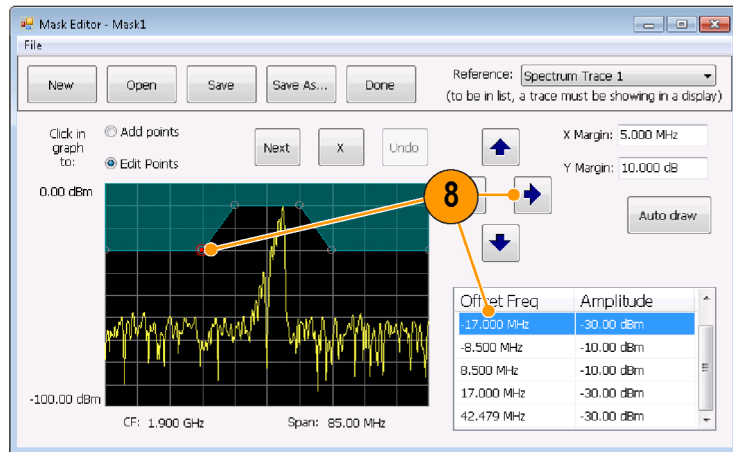 Mask Editor - Mask1
File
New
Open
Save
Save As...
Done
Reference: Spectrum Trace 1
(to be in list, a trace must be showing in a display)
Click in graph to:
Add points
Edit Points
Next
X
Undo
X Margin: 5.000 MHz
Y Margin: 10.000 dB
Auto draw
8
0.00 dBm
-100.00 dBm
CF: 1.900 GHz
Span: 85.00 MHz
Offset Freq Amplitude
-17.000 MHz -30.00 dBm
-8.500 MHz -10.00 dBm
8.500 MHz -10.00 dBm
17.000 MHz -30.00 dBm
42.479 MHz -30.00 dBm